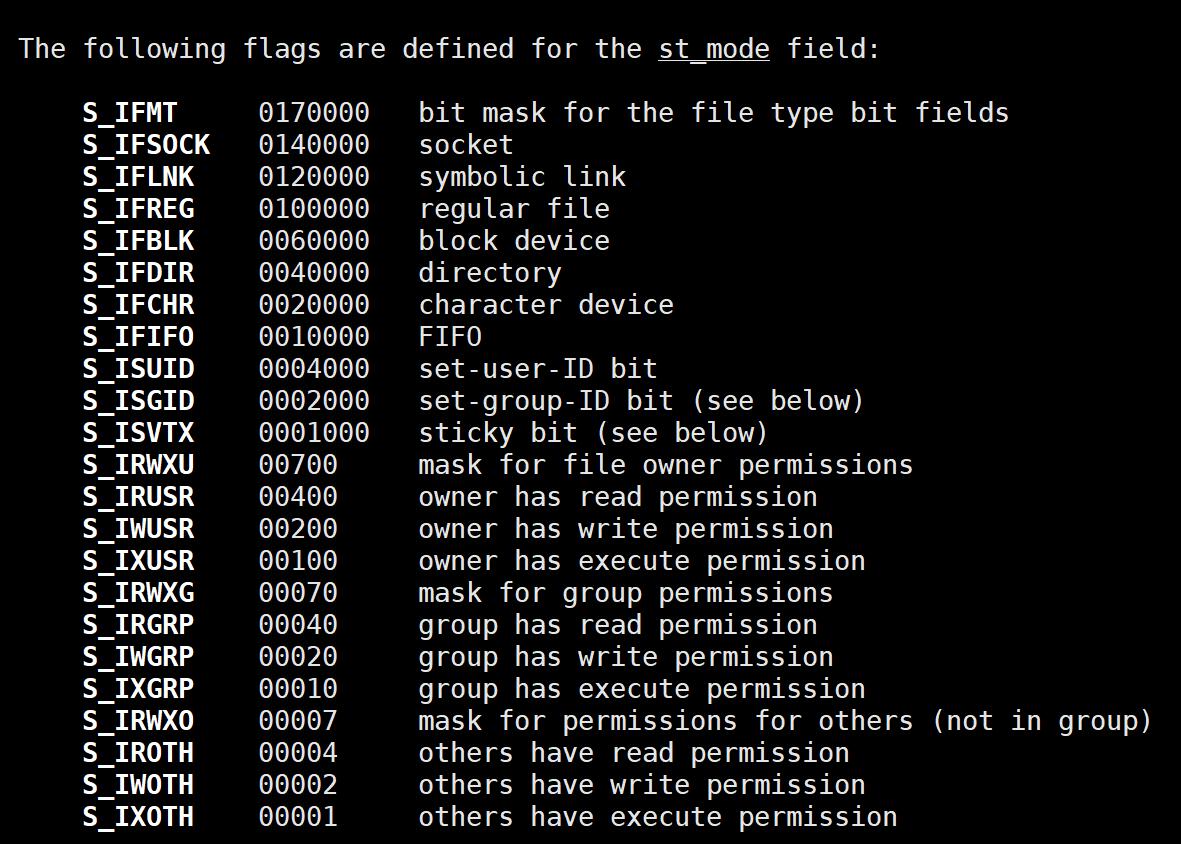 The following flags are defined for the st_mode field:
S_IFMT 0170000 bit mask for the file type bit fields
S_IFSOCK 0140000 socket
S_IFLNK 0120000 symbolic link
S_IFREG 0100000 regular file
S_IFBLK 0060000 block device
S_IFDIR 0040000 directory
S_IFCHR 0020000 character device
S_IFIFO 0010000 FIFO
S_ISUID 0004000 set-user-ID bit
S_ISGID 0002000 set-group-ID bit (see below)
S_ISVTX 0001000 sticky bit (see below)
S_IRWXU 00700 mask for file owner permissions
S_IRUSR 00400 owner has read permission
S_IWUSR 00200 owner has write permission
S_IXUSR 00100 owner has execute permission
S_IRWXG 00070 mask for group permissions
S_IRGRP 00040 group has read permission
S_IWGRP 00020 group has write permission
S_IXGRP 00010 group has execute permission
S_IRWXO 00007 mask for permissions for others (not in group)
S_IROTH 00004 others have read permission
S_IWOTH 00002 others have write permission
S_IXOTH 00001 others have execute permission